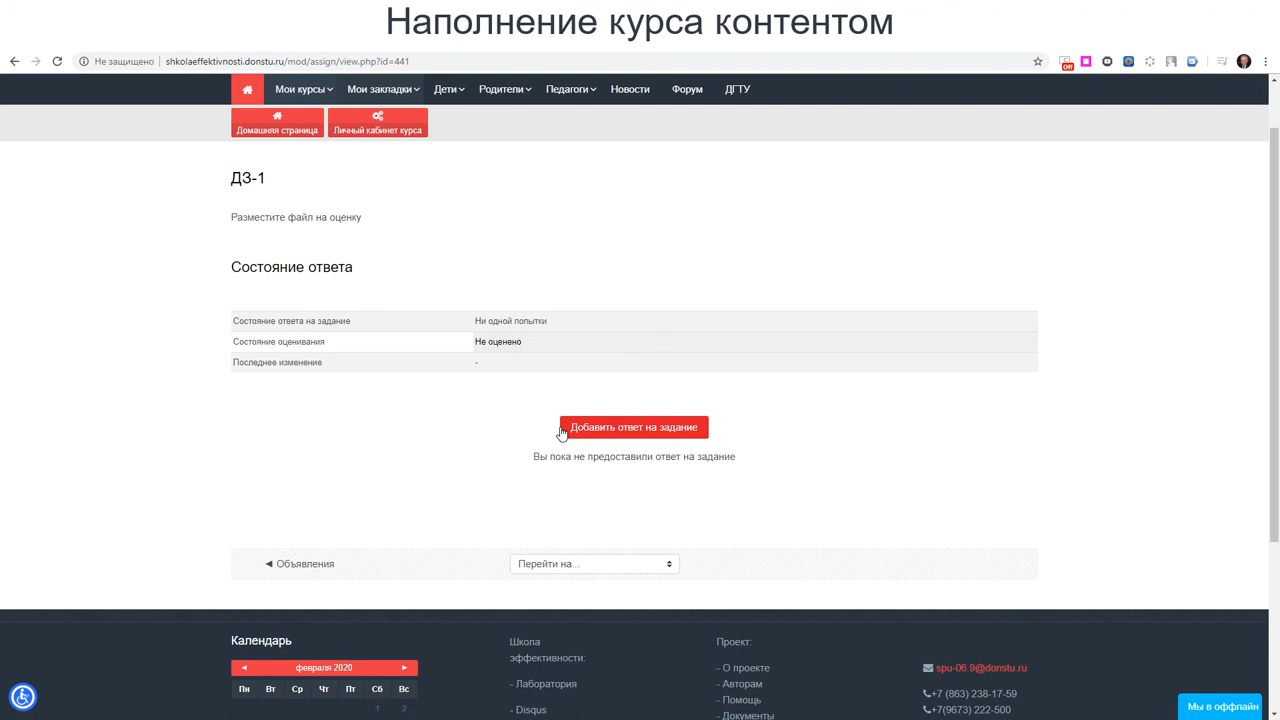 Наполнение курса контентом
Не защищено shkolaeffektivnosti.donstu.ru/mod/assign/view.php?id=441
Off
Мои курсы Мои закладки Дети Родители Педагоги Новости Форум ДГТУ
Домашняя страница Личный кабинет курса
ДЗ-1
Разместите файл на оценку
Состояние ответа
Состояние ответа на задание Ни одной попытки
Состояние оценивания Не оценено
Последнее изменение -
Добавить ответ на задание
Вы пока не предоставили ответ на задание
◄ Объявления Перейти на...
Календарь
◄ февраля 2020 ►
Пн Вт Ср Чт Пт Сб Вс
1 2
Школа
эффективности:
- Лаборатория
- Disqus
Проект:
- О проекте
- Авторам
- Помощь
- Документы
spu-06.9@donstu.ru
+7 (863) 238-17-59
+7(9673) 222-500
Мы в оффлайн